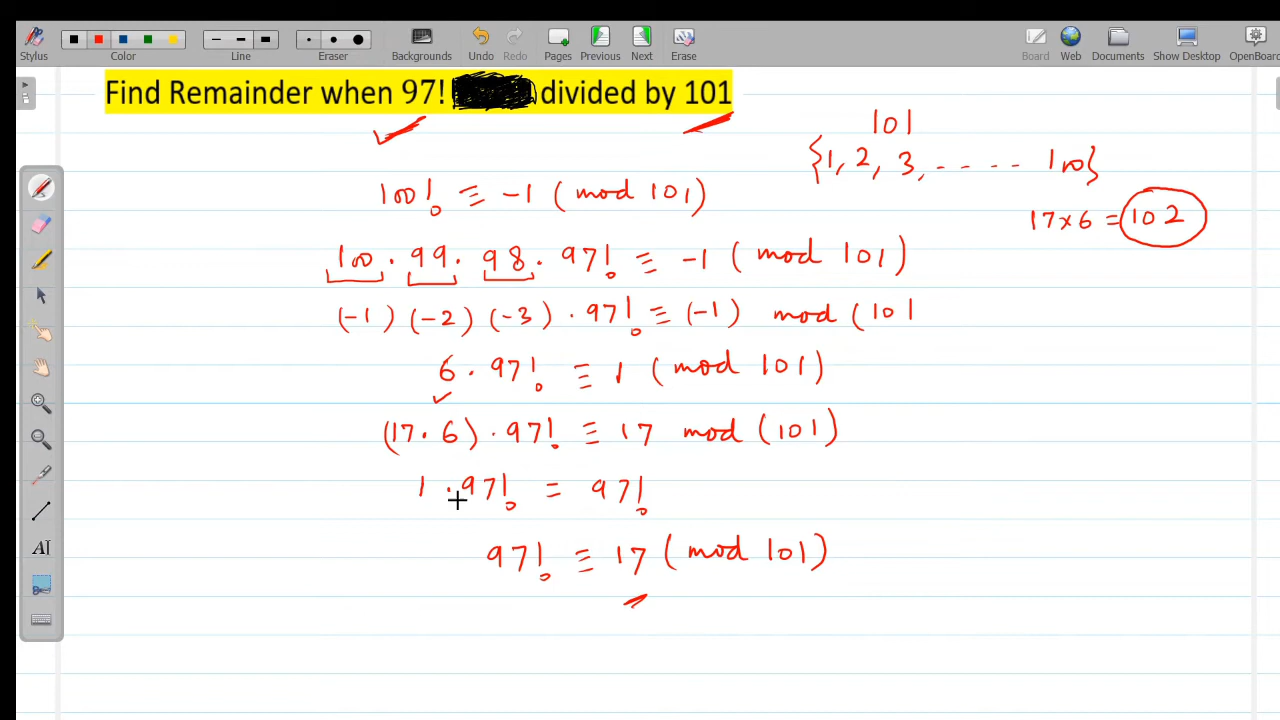 Stylus Color Line Eraser Backgrounds Undo Redo Pages Previous Next Erase Board Web Documents Show Desktop OpenBoard
Find Remainder when 97! divided by 101
101
{1, 2, 3, - - - - - 100}
17×6 = 102
100! ≡ -1 (mod 101)
100 · 99 · 98 · 97! ≡ -1 (mod 101)
(-1) (-2) (-3) · 97! ≡ (-1) mod (101
6 · 97! ≡ 1 (mod 101)
(17 · 6) · 97! ≡ 17 mod (101)
1 · 97! = 97!
97! ≡ 17 (mod 101)